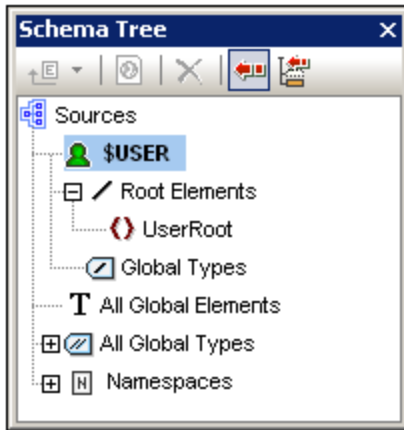 Schema Tree
Sources
$USER
Root Elements
UserRoot
Global Types
T All Global Elements
All Global Types
N Namespaces